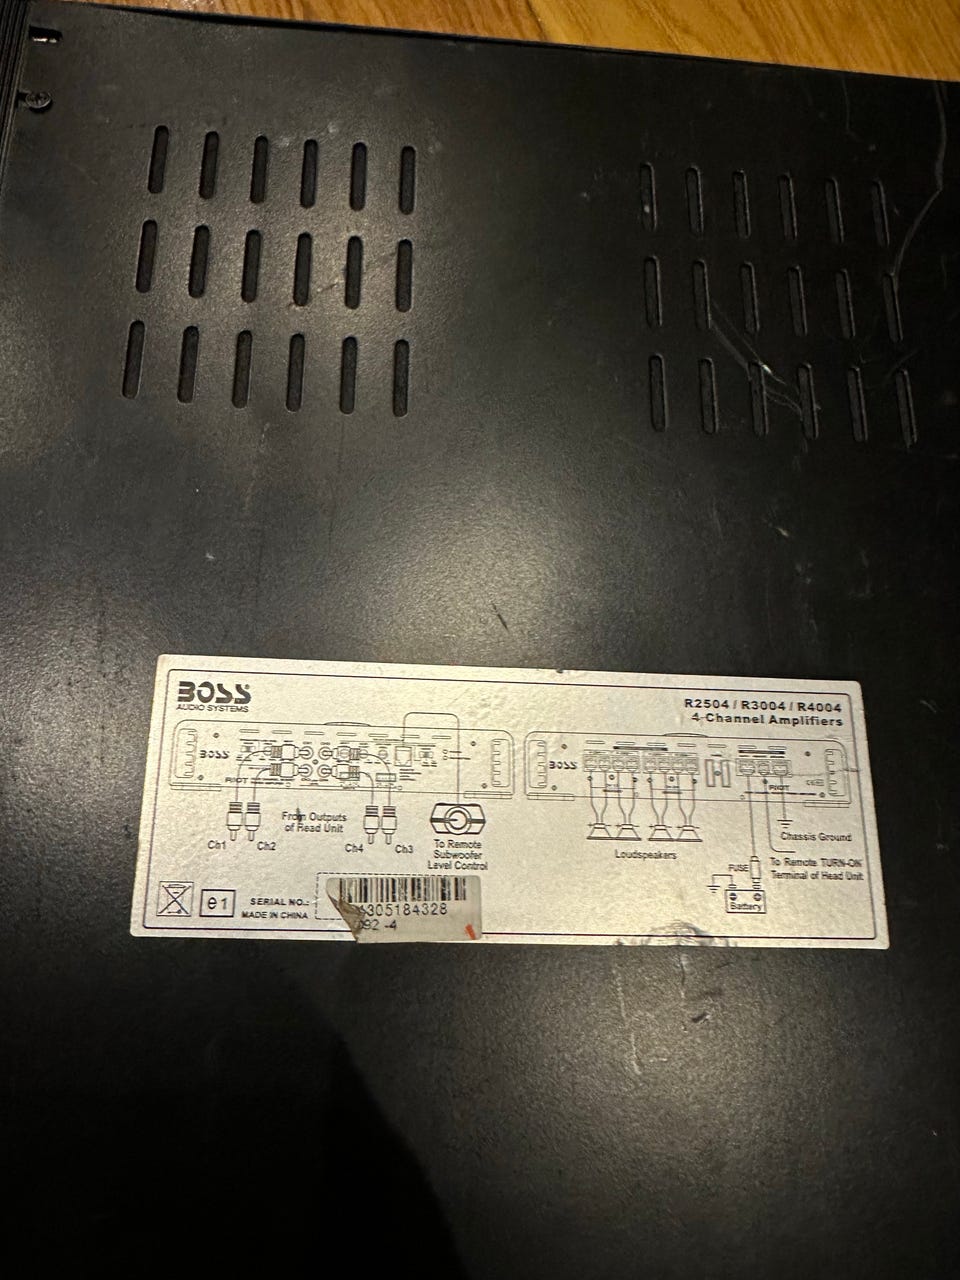 BOSS
AUDIO SYSTEMS
R2504 / R3004 / R4004
4-Channel Amplifiers
BOSS
RIOT
BOSS
RIOT
From Outputs
of Head Unit
Ch1
Ch2
Ch4
Ch3
To Remote
Subwoofer
Level Control
Loudspeakers
Chassis Ground
FUSE
To Remote TURN-ON
Terminal of Head Unit
Battery
e1
SERIAL NO.:
MADE IN CHINA
305184328
092 -4